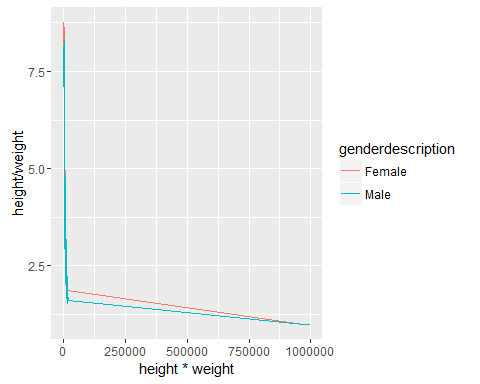 height/weight
7.5
5.0
2.5
0
250000
500000
750000
1000000
height * weight
genderdescription
Female
Male